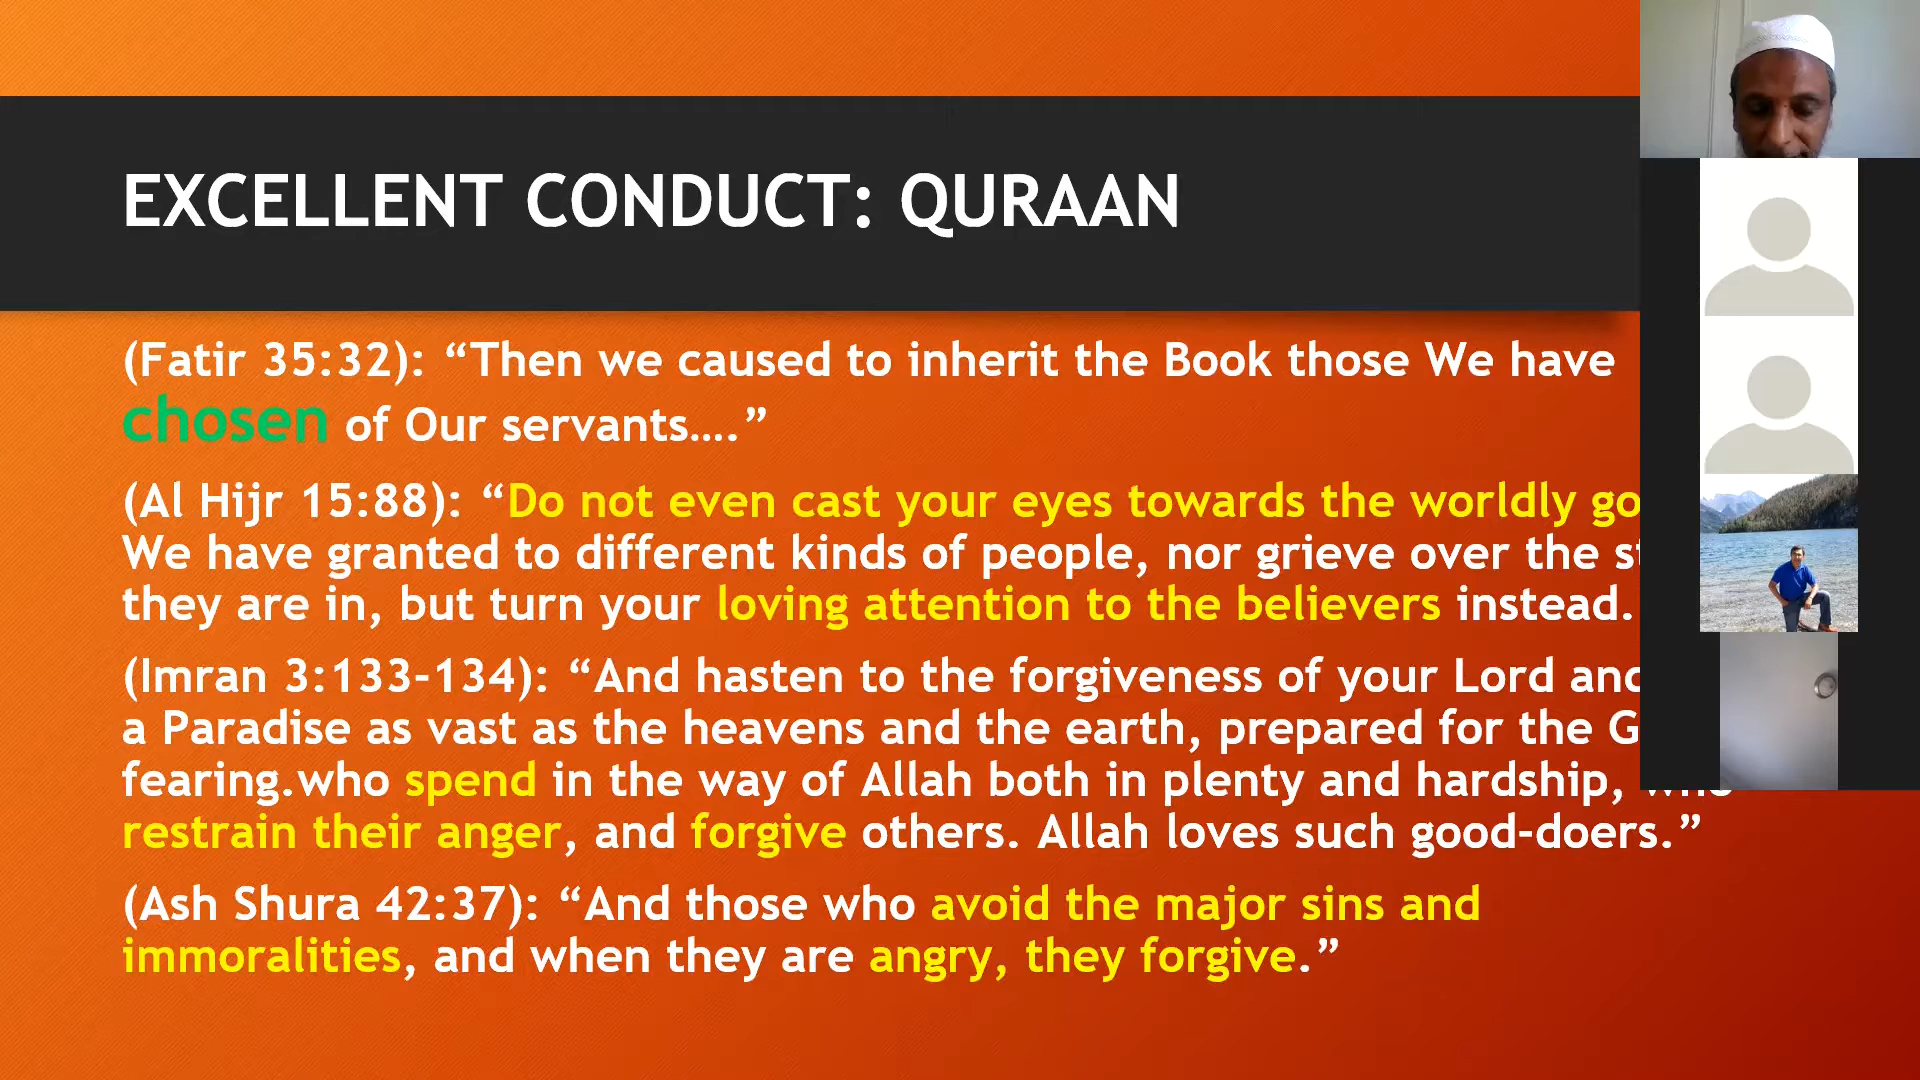 EXCELLENT CONDUCT: QURAAN
(Fatir 35:32): “Then we caused to inherit the Book those We have
chosen of Our servants….”
(Al Hijr 15:88): “Do not even cast your eyes towards the worldly
We have granted to different kinds of people, nor grieve over the
they are in, but turn your loving attention to the believers instead.
(Imran 3:133-134): “And hasten to the forgiveness of your Lord and
a Paradise as vast as the heavens and the earth, prepared for the
fearing.who spend in the way of Allah both in plenty and hardship,
restrain their anger, and forgive others. Allah loves such good-doers.”
(Ash Shura 42:37): “And those who avoid the major sins and
immoralities, and when they are angry, they forgive.”